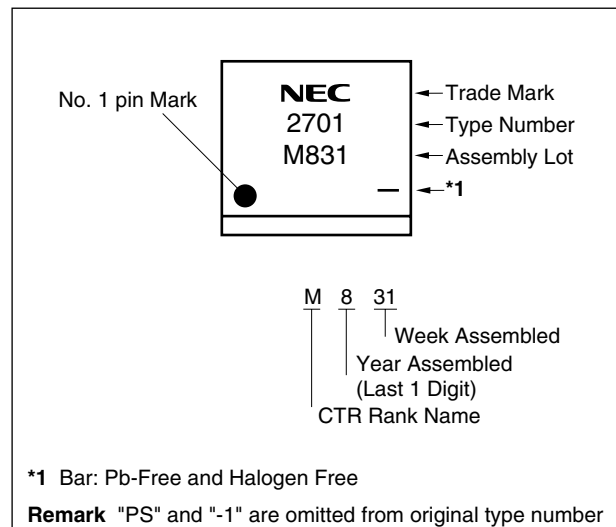 No. 1 pin Mark
NEC
2701
M831
Trade Mark
Type Number
Assembly Lot
*1
M 8 31
Week Assembled
Year Assembled
(Last 1 Digit)
CTR Rank Name
*1 Bar: Pb-Free and Halogen Free
Remark "PS" and "-1" are omitted from original type number